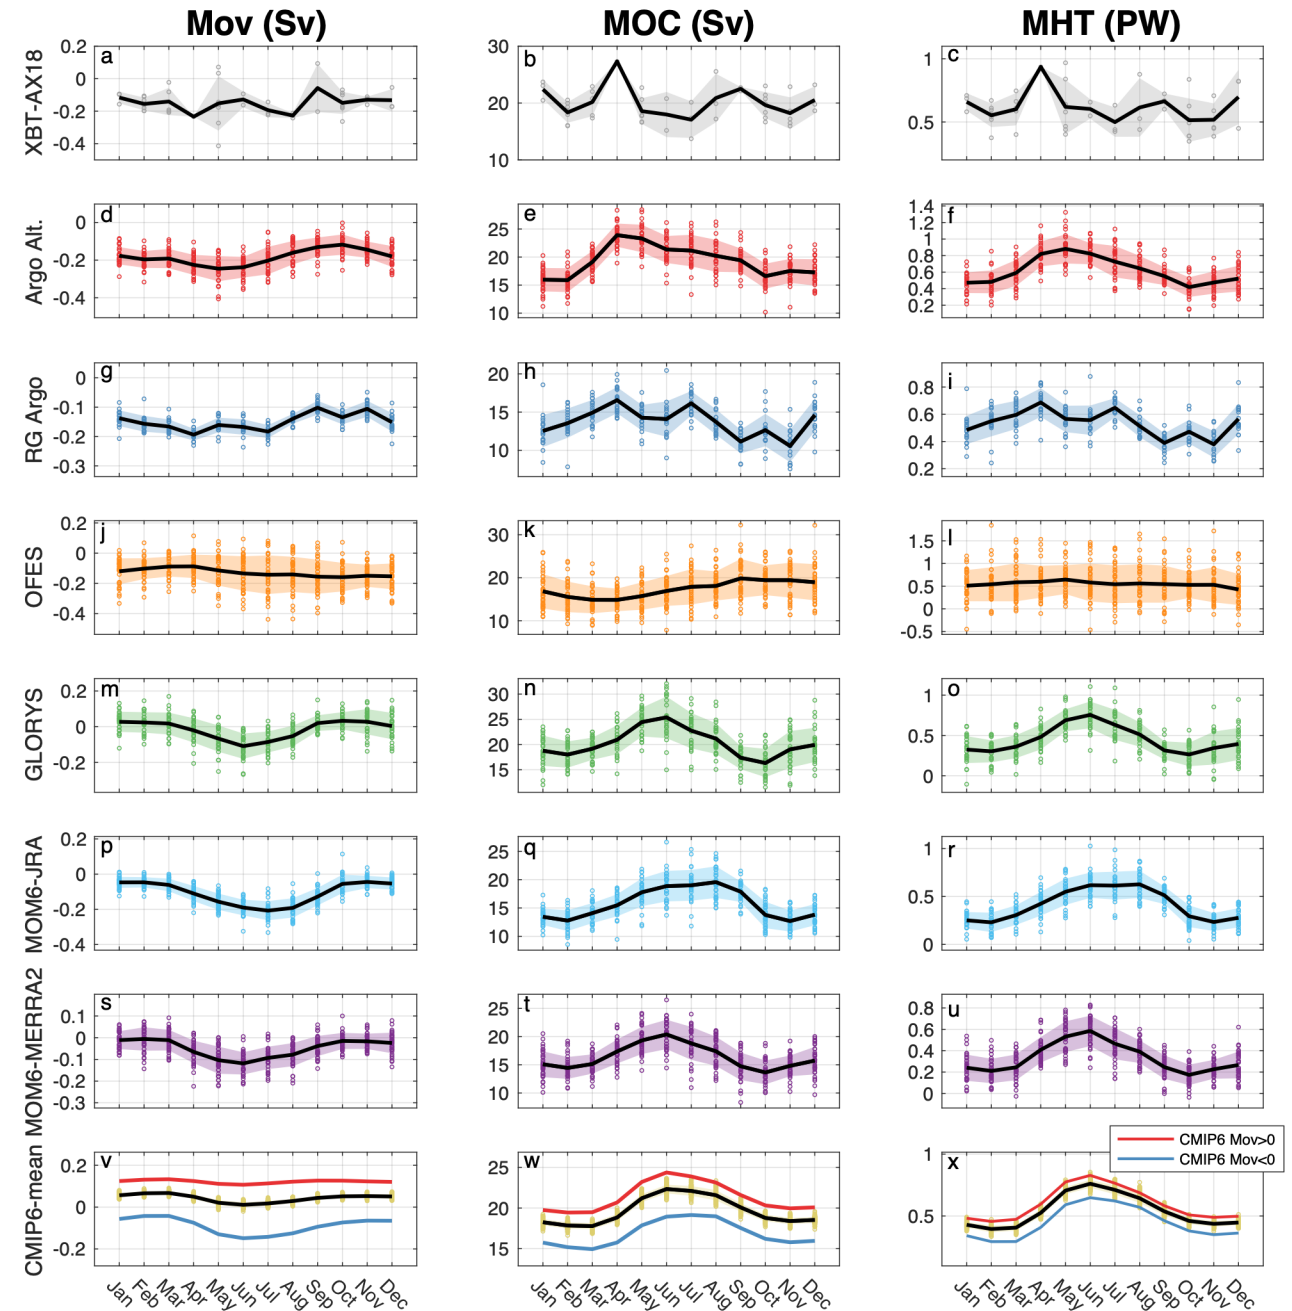 Mov (Sv) MOC (Sv) MHT (PW)
XBT-AX18
a
0.2
0
-0.2
-0.4
b
30
20
10
c
1
0.5
Argo Alt.
d
0
-0.2
-0.4
e
25
20
15
10
f
1.4
1.2
1
0.8
0.6
0.4
0.2
RG Argo
g
0
-0.1
-0.2
-0.3
h
20
15
10
i
0.8
0.6
0.4
0.2
OFES
j
0.2
0
-0.2
-0.4
k
30
20
10
l
1.5
1
0.5
0
-0.5
GLORYS
m
0.2
0
-0.2
n
30
25
20
15
o
1
0.5
0
MOM6-JRA
p
0.2
0
-0.2
-0.4
q
25
20
15
10
r
1
0.5
0
MOM6-MERRA2
s
0.1
0
-0.1
-0.2
-0.3
t
25
20
15
10
u
0.8
0.6
0.4
0.2
0
CMIP6-mean
v
0.2
0
-0.2
w
25
20
15
x
1
0.5
CMIP6 Mov>0
CMIP6 Mov<0
Jan Feb Mar Apr May Jun Jul Aug Sep Oct Nov Dec
Jan Feb Mar Apr May Jun Jul Aug Sep Oct Nov Dec
Jan Feb Mar Apr May Jun Jul Aug Sep Oct Nov Dec